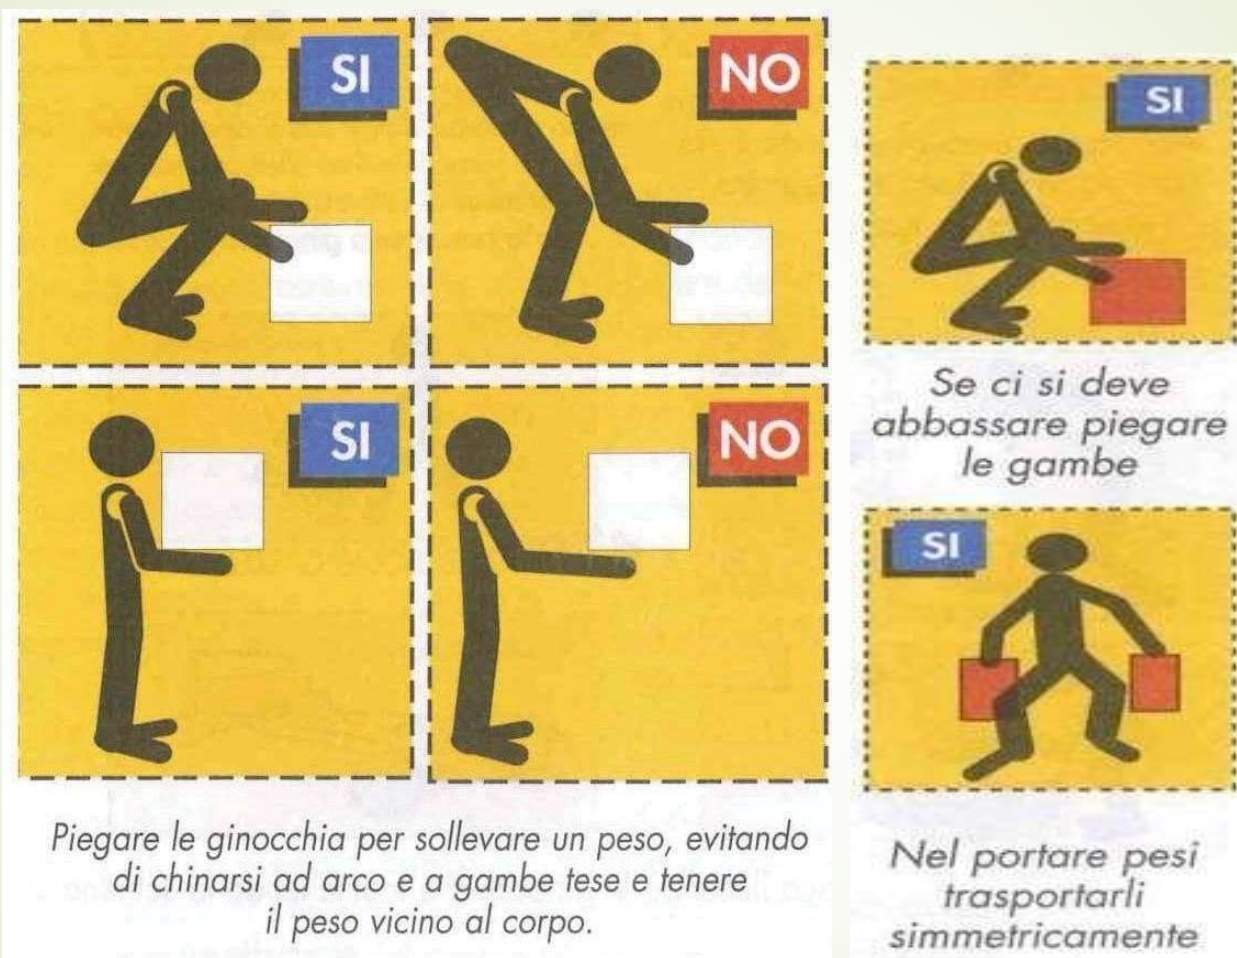 SI
NO
SI
NO
Piegare le ginocchia per sollevare un peso, evitando
di chinarsi ad arco e a gambe tese e tenere
il peso vicino al corpo.
SI
Se ci si deve
abbassare piegare
le gambe
SI
Nel portare pesi
trasportarli
simmetricamente